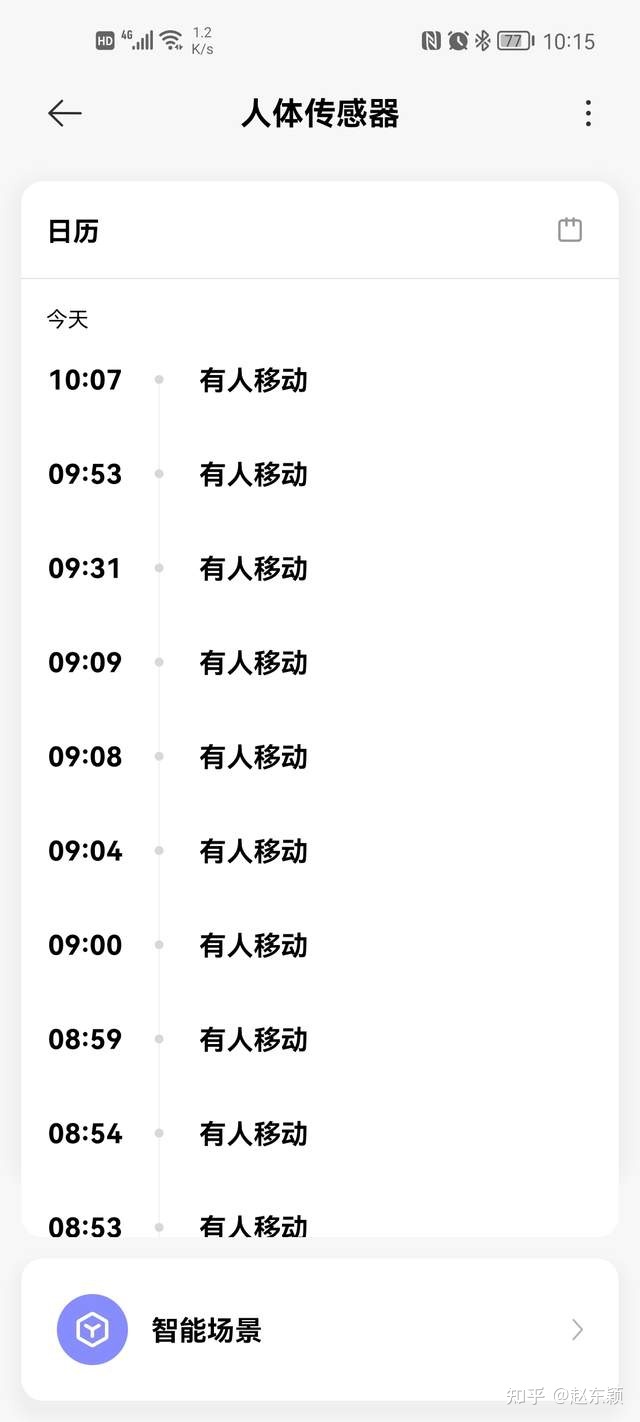 HD 4G 1.2 K/s 77 10:15
人体传感器
日历
今天
10:07 有人移动
09:53 有人移动
09:31 有人移动
09:09 有人移动
09:08 有人移动
09:04 有人移动
09:00 有人移动
08:59 有人移动
08:54 有人移动
08:53 有人移动
智能场景
知乎 @赵东颖